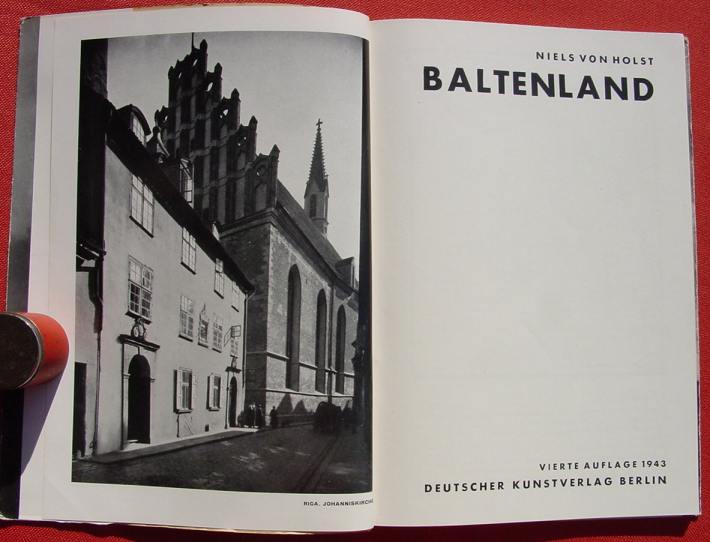 RIGA. JOHANNISKIRCHE
NIELS VON HOLST
BALTENLAND
VIERTE AUFLAGE 1943
DEUTSCHER KUNSTVERLAG BERLIN